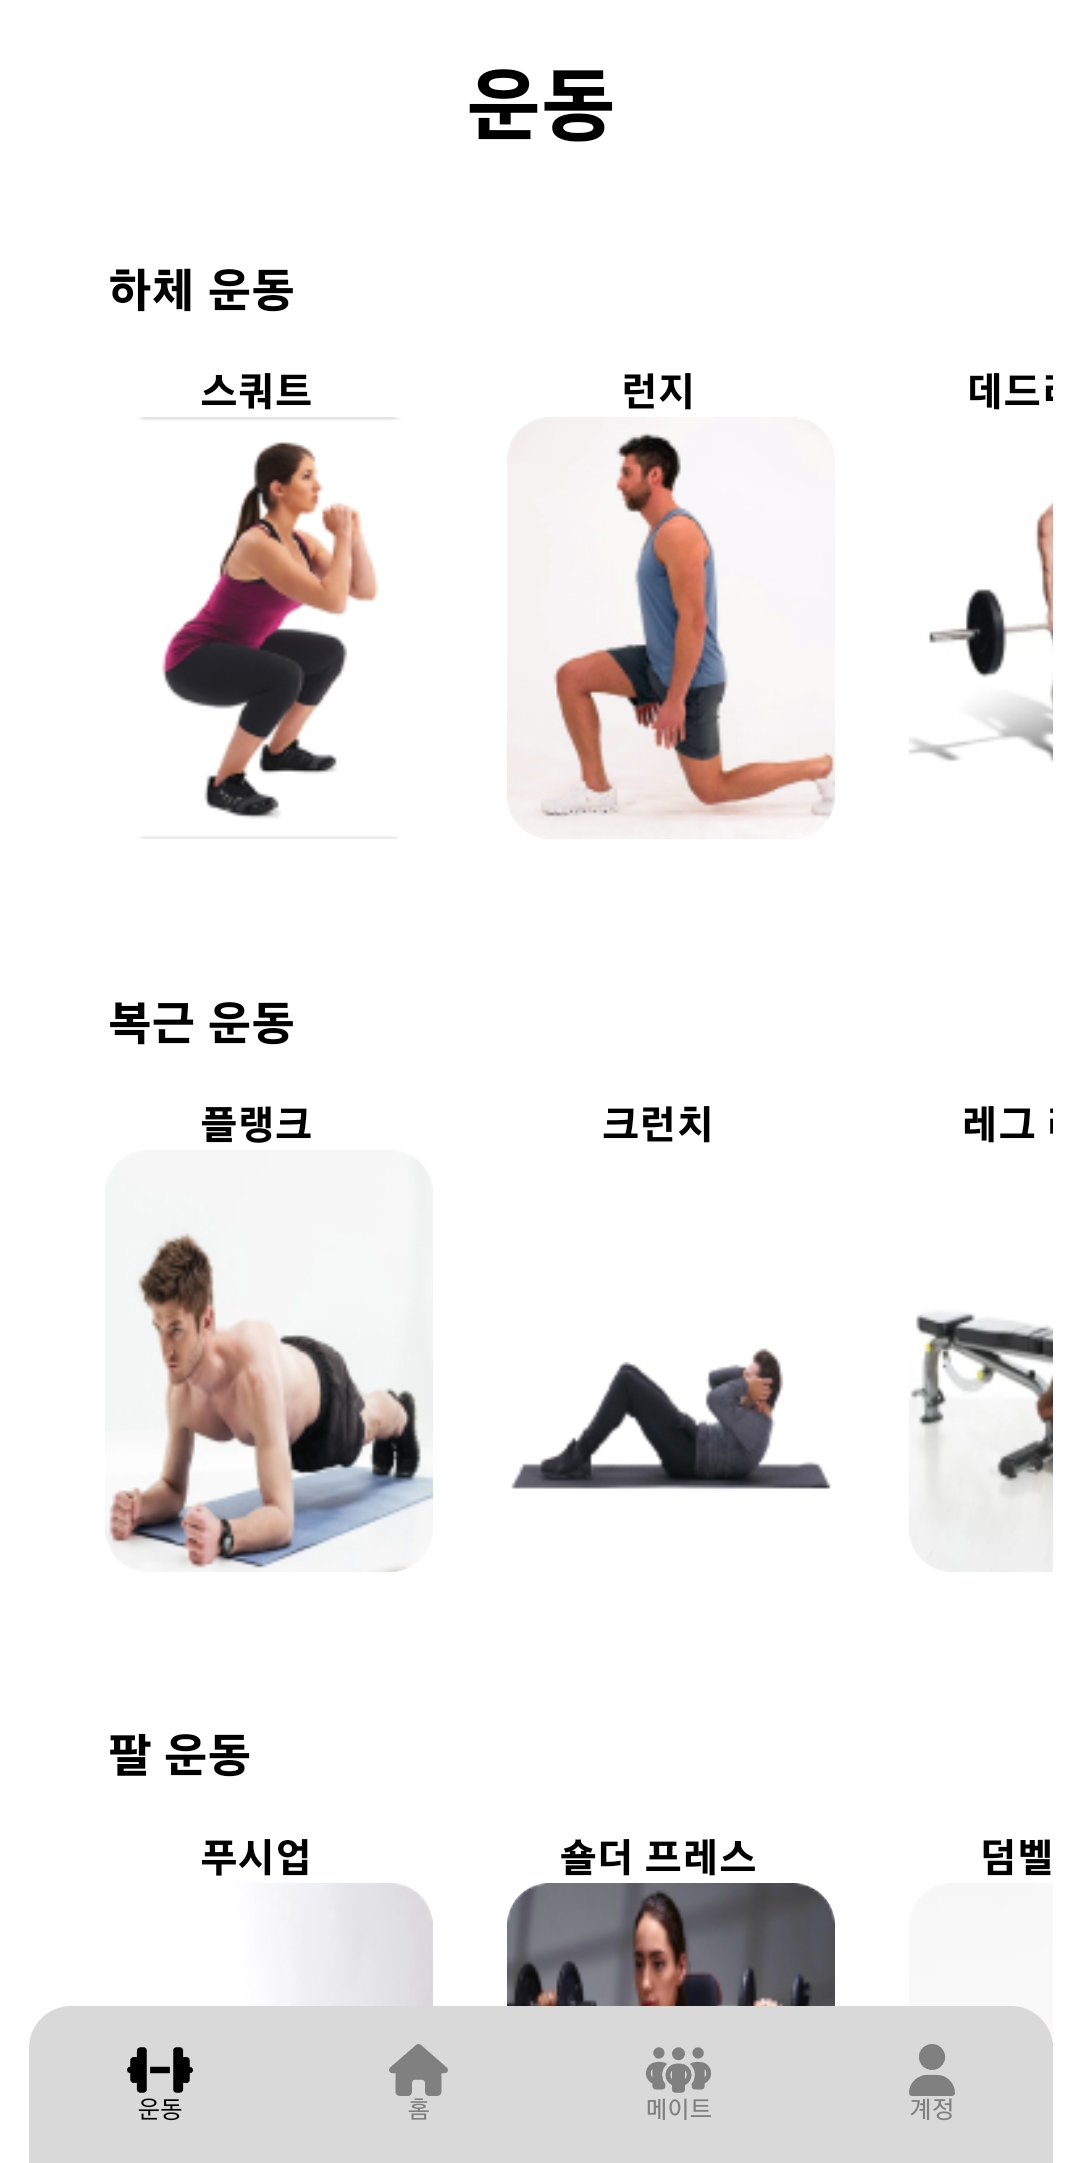 운동
하체 운동
스쿼트 런지 데드
복근 운동
플랭크 크런치 레그
팔 운동
푸시업 숄더 프레스 덤벨
운동 홈 메이트 계정